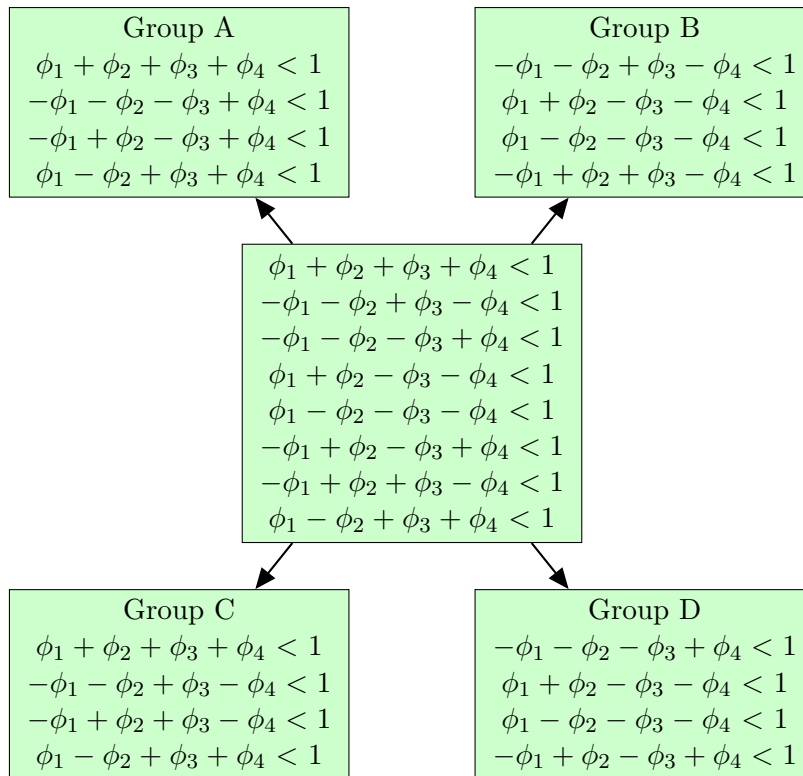 Group A
ϕ₁ + ϕ₂ + ϕ₃ + ϕ₄ < 1
−ϕ₁ − ϕ₂ − ϕ₃ + ϕ₄ < 1
−ϕ₁ + ϕ₂ − ϕ₃ + ϕ₄ < 1
ϕ₁ − ϕ₂ + ϕ₃ + ϕ₄ < 1
Group B
−ϕ₁ − ϕ₂ + ϕ₃ − ϕ₄ < 1
ϕ₁ + ϕ₂ − ϕ₃ − ϕ₄ < 1
ϕ₁ − ϕ₂ − ϕ₃ − ϕ₄ < 1
−ϕ₁ + ϕ₂ + ϕ₃ − ϕ₄ < 1
ϕ₁ + ϕ₂ + ϕ₃ + ϕ₄ < 1
−ϕ₁ − ϕ₂ + ϕ₃ − ϕ₄ < 1
−ϕ₁ − ϕ₂ − ϕ₃ + ϕ₄ < 1
ϕ₁ + ϕ₂ − ϕ₃ − ϕ₄ < 1
ϕ₁ − ϕ₂ − ϕ₃ − ϕ₄ < 1
−ϕ₁ + ϕ₂ − ϕ₃ + ϕ₄ < 1
−ϕ₁ + ϕ₂ + ϕ₃ − ϕ₄ < 1
ϕ₁ − ϕ₂ + ϕ₃ + ϕ₄ < 1
Group C
ϕ₁ + ϕ₂ + ϕ₃ + ϕ₄ < 1
−ϕ₁ − ϕ₂ + ϕ₃ − ϕ₄ < 1
−ϕ₁ + ϕ₂ + ϕ₃ − ϕ₄ < 1
ϕ₁ − ϕ₂ + ϕ₃ + ϕ₄ < 1
Group D
−ϕ₁ − ϕ₂ − ϕ₃ + ϕ₄ < 1
ϕ₁ + ϕ₂ − ϕ₃ − ϕ₄ < 1
ϕ₁ − ϕ₂ − ϕ₃ − ϕ₄ < 1
−ϕ₁ + ϕ₂ − ϕ₃ + ϕ₄ < 1